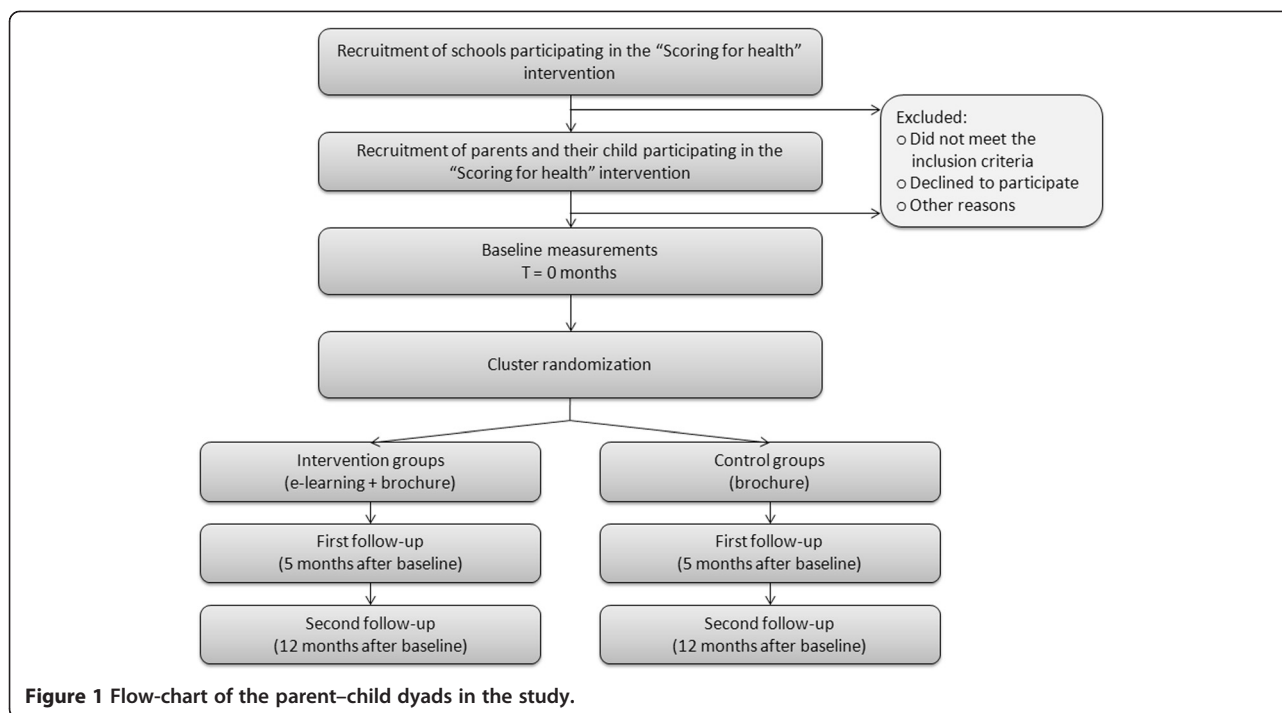 Recruitment of schools participating in the “Scoring for health”
intervention
Excluded:
○ Did not meet the
inclusion criteria
○ Declined to participate
○ Other reasons
Recruitment of parents and their child participating in the
“Scoring for health” intervention
Baseline measurements
T = 0 months
Cluster randomization
Intervention groups
(e-learning + brochure)
Control groups
(brochure)
First follow-up
(5 months after baseline)
First follow-up
(5 months after baseline)
Second follow-up
(12 months after baseline)
Second follow-up
(12 months after baseline)
Figure 1 Flow-chart of the parent–child dyads in the study.